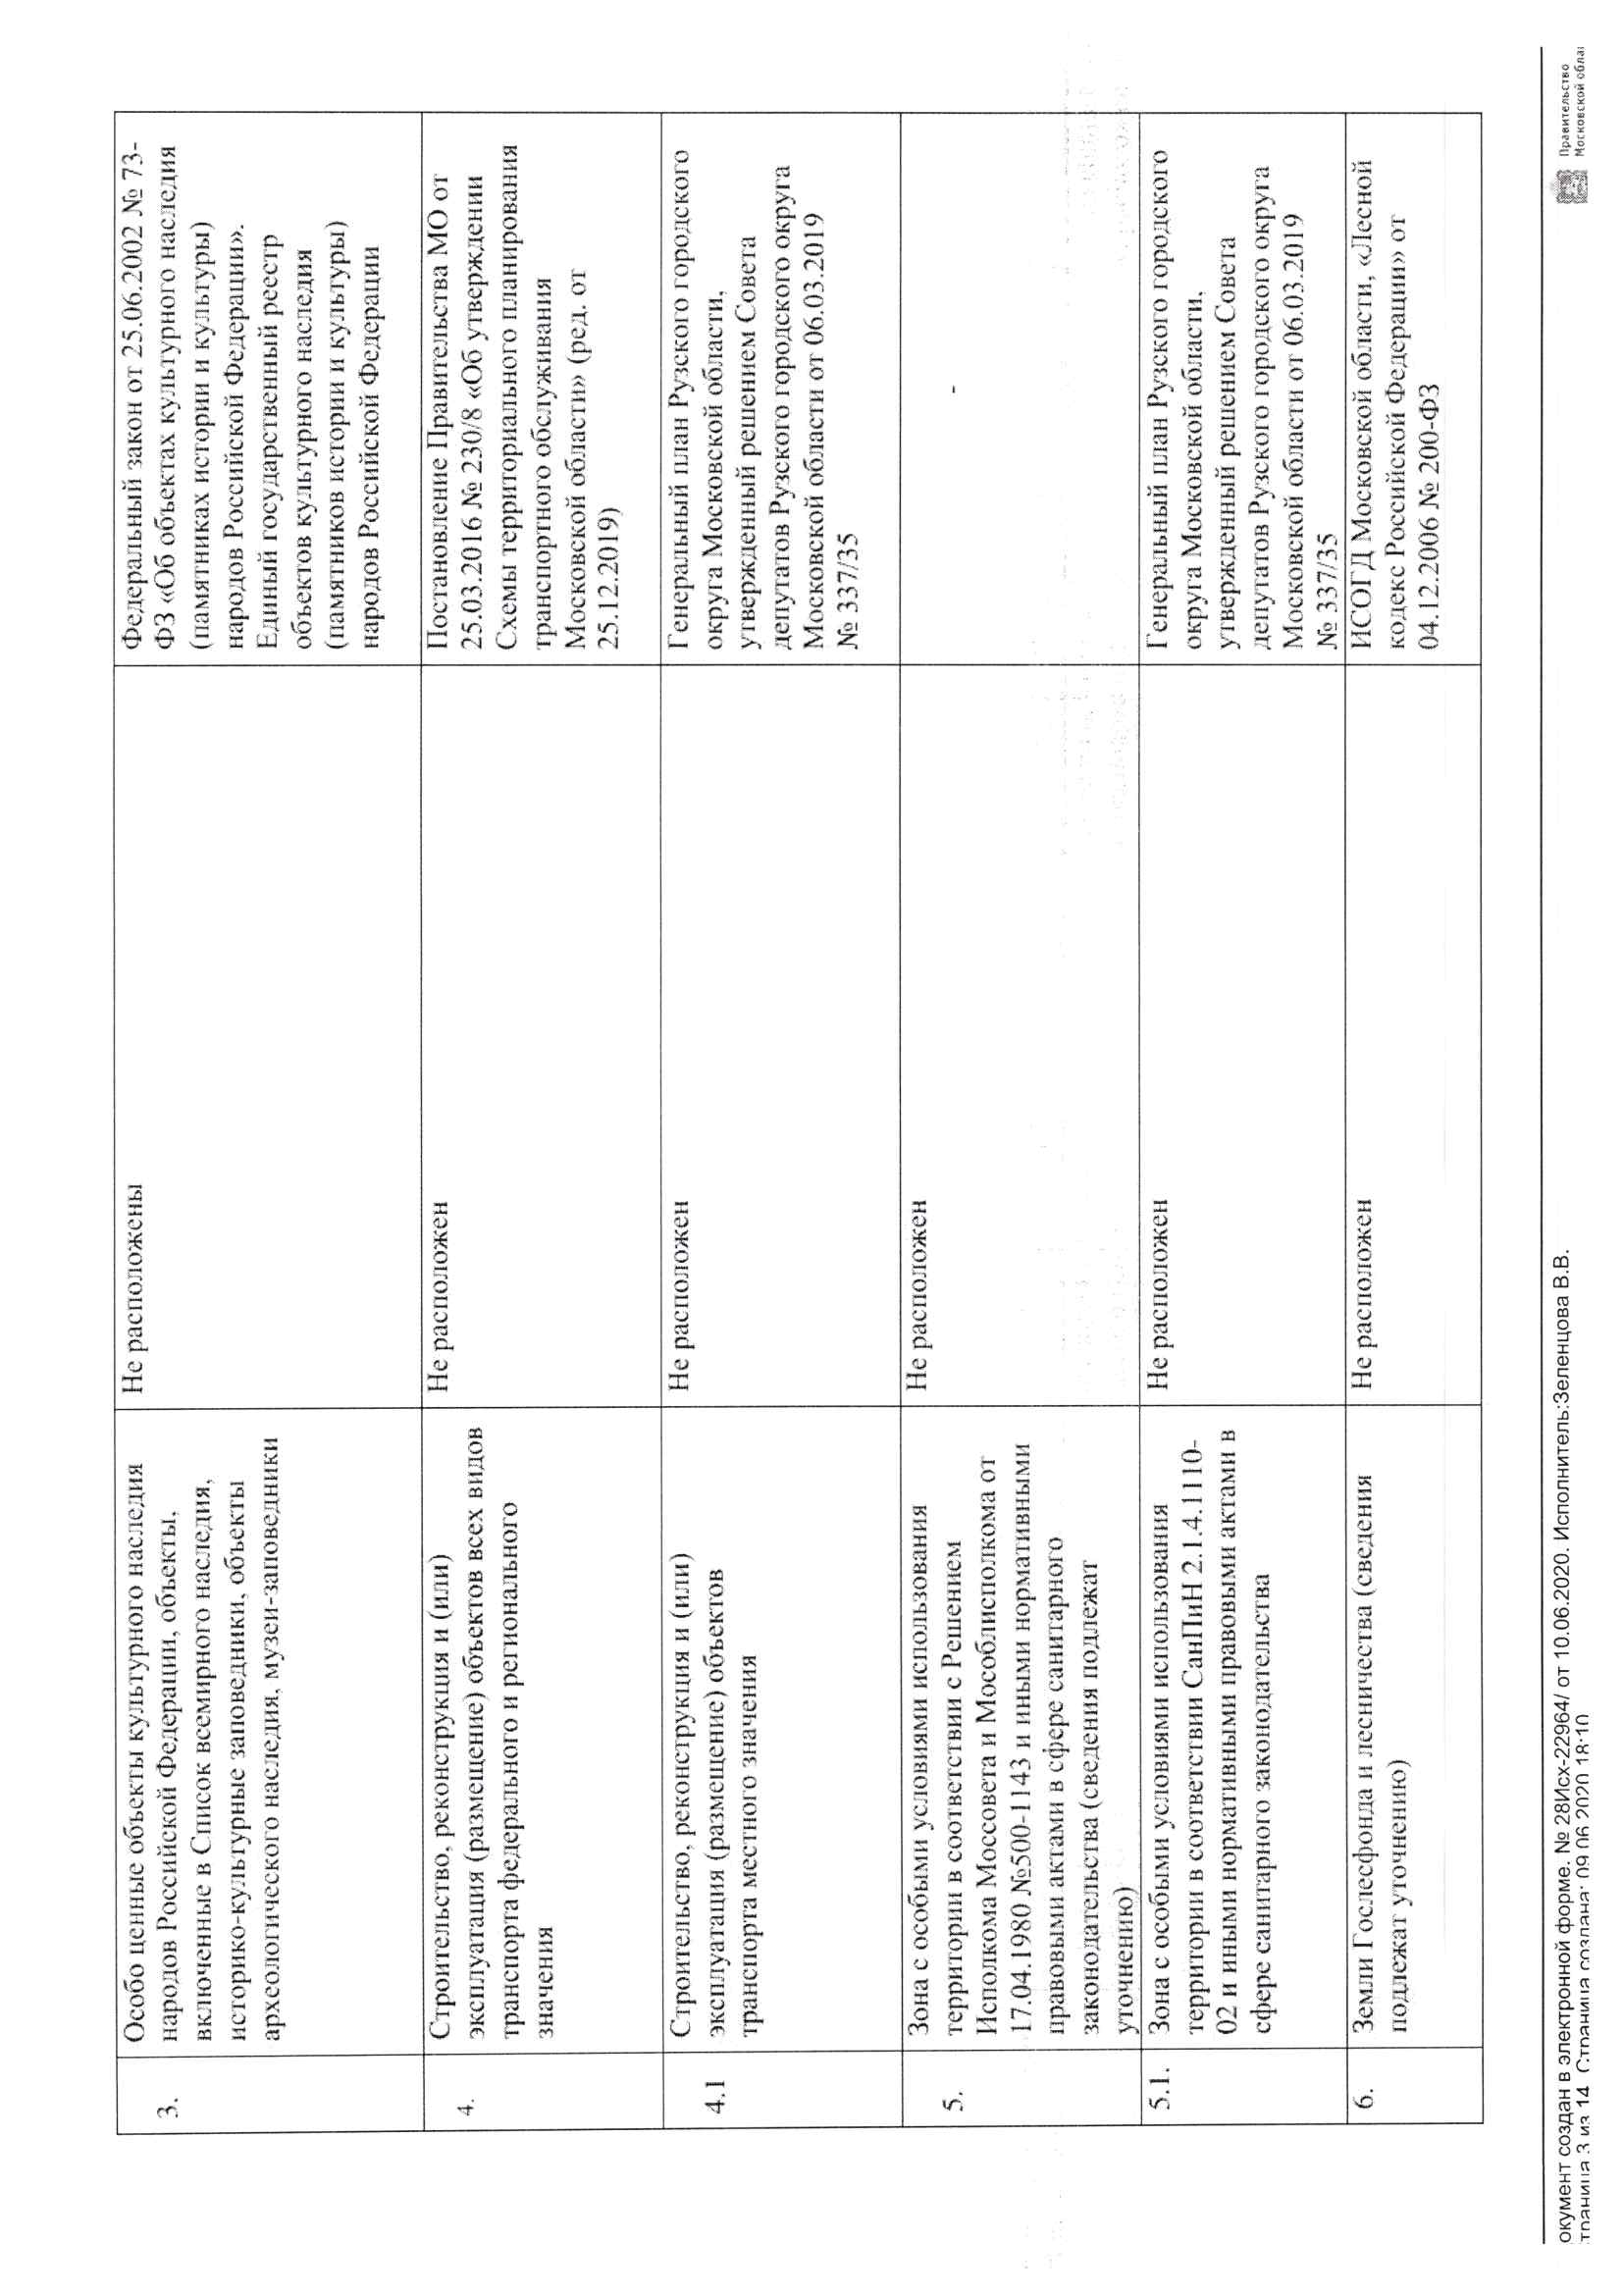 3.
Особо ценные объекты культурного наследия
народов Российской Федерации, объекты,
включенные в Список всемирного наследия,
историко-культурные заповедники, объекты
археологического наследия, музеи-заповедники
Не расположены
Федеральный закон от 25.06.2002 № 73-
ФЗ «Об объектах культурного наследия
(памятниках истории и культуры)
народов Российской Федерации».
Единый государственный реестр
объектов культурного наследия
(памятников истории и культуры)
народов Российской Федерации
4.
Строительство, реконструкция и (или)
эксплуатация (размещение) объектов всех видов
транспорта федерального и регионального
значения
Не расположен
Постановление Правительства МО от
25.03.2016 № 230/8 «Об утверждении
Схемы территориального планирования
транспортного обслуживания
Московской области» (ред. от
25.12.2019)
4.1
Строительство, реконструкция и (или)
эксплуатация (размещение) объектов
транспорта местного значения
Не расположен
Генеральный план Рузского городского
округа Московской области,
утвержденный решением Совета
депутатов Рузского городского округа
Московской области от 06.03.2019
№ 337/35
5.
Зона с особыми условиями использования
территории в соответствии с Решением
Исполкома Моссовета и Мособлисполкома от
17.04.1980 №500-1143 и иными нормативными
правовыми актами в сфере санитарного
законодательства (сведения подлежат
уточнению)
Не расположен
-
5.1.
Зона с особыми условиями использования
территории в соответствии СанПиН 2.1.4.1110-
02 и иными нормативными правовыми актами в
сфере санитарного законодательства
Не расположен
Генеральный план Рузского городского
округа Московской области,
утвержденный решением Совета
депутатов Рузского городского округа
Московской области от 06.03.2019
№ 337/35
6.
Земли Гослесфонда и лесничества (сведения
подлежат уточнению)
Не расположен
ИСОГД Московской области, «Лесной
кодекс Российской Федерации» от
04.12.2006 № 200-ФЗ
окумент создан в электронной форме. № 28Исх-22964/ от 10.06.2020. Исполнитель:Зеленцова В.В.
траница 3 из 14. Страница создана: 09.06.2020 18:10
Правительство
Московской обла